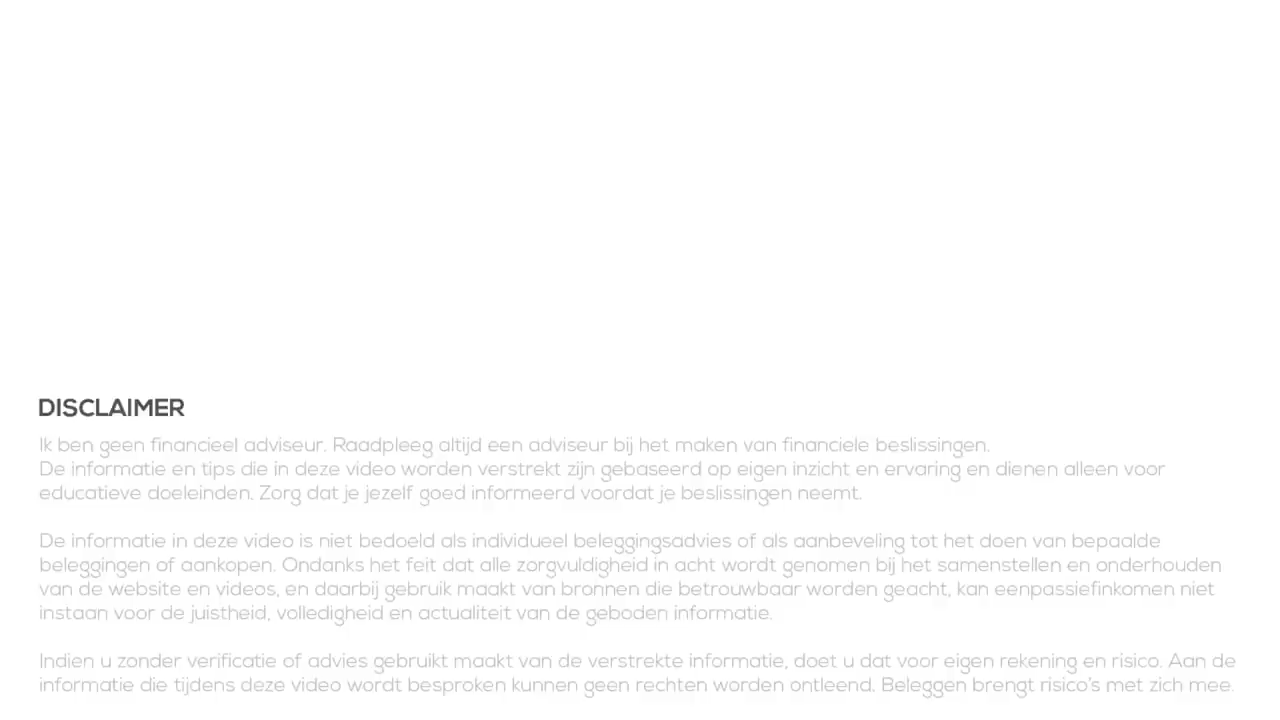 DISCLAIMER
Ik ben geen financieel adviseur. Raadpleeg altijd een adviseur bij het maken van financiele beslissingen.
De informatie en tips die in deze video worden verstrekt zijn gebaseerd op eigen inzicht en ervaring en dienen alleen voor
educatieve doeleinden. Zorg dat je jezelf goed informeerd voordat je beslissingen neemt.
De informatie in deze video is niet bedoeld als individueel beleggingsadvies of als aanbeveling tot het doen van bepaalde
beleggingen of aankopen. Ondanks het feit dat alle zorgvuldigheid in acht wordt genomen bij het samenstellen en onderhouden
van de website en videos, en daarbij gebruik maakt van bronnen die betrouwbaar worden geacht, kan eenpassiefinkomen niet
instaan voor de juistheid, volledigheid en actualiteit van de geboden informatie.
Indien u zonder verificatie of advies gebruikt maakt van de verstrekte informatie, doet u dat voor eigen rekening en risico. Aan de
informatie die tijdens deze video wordt besproken kunnen geen rechten worden ontleend. Beleggen brengt risico's met zich mee.